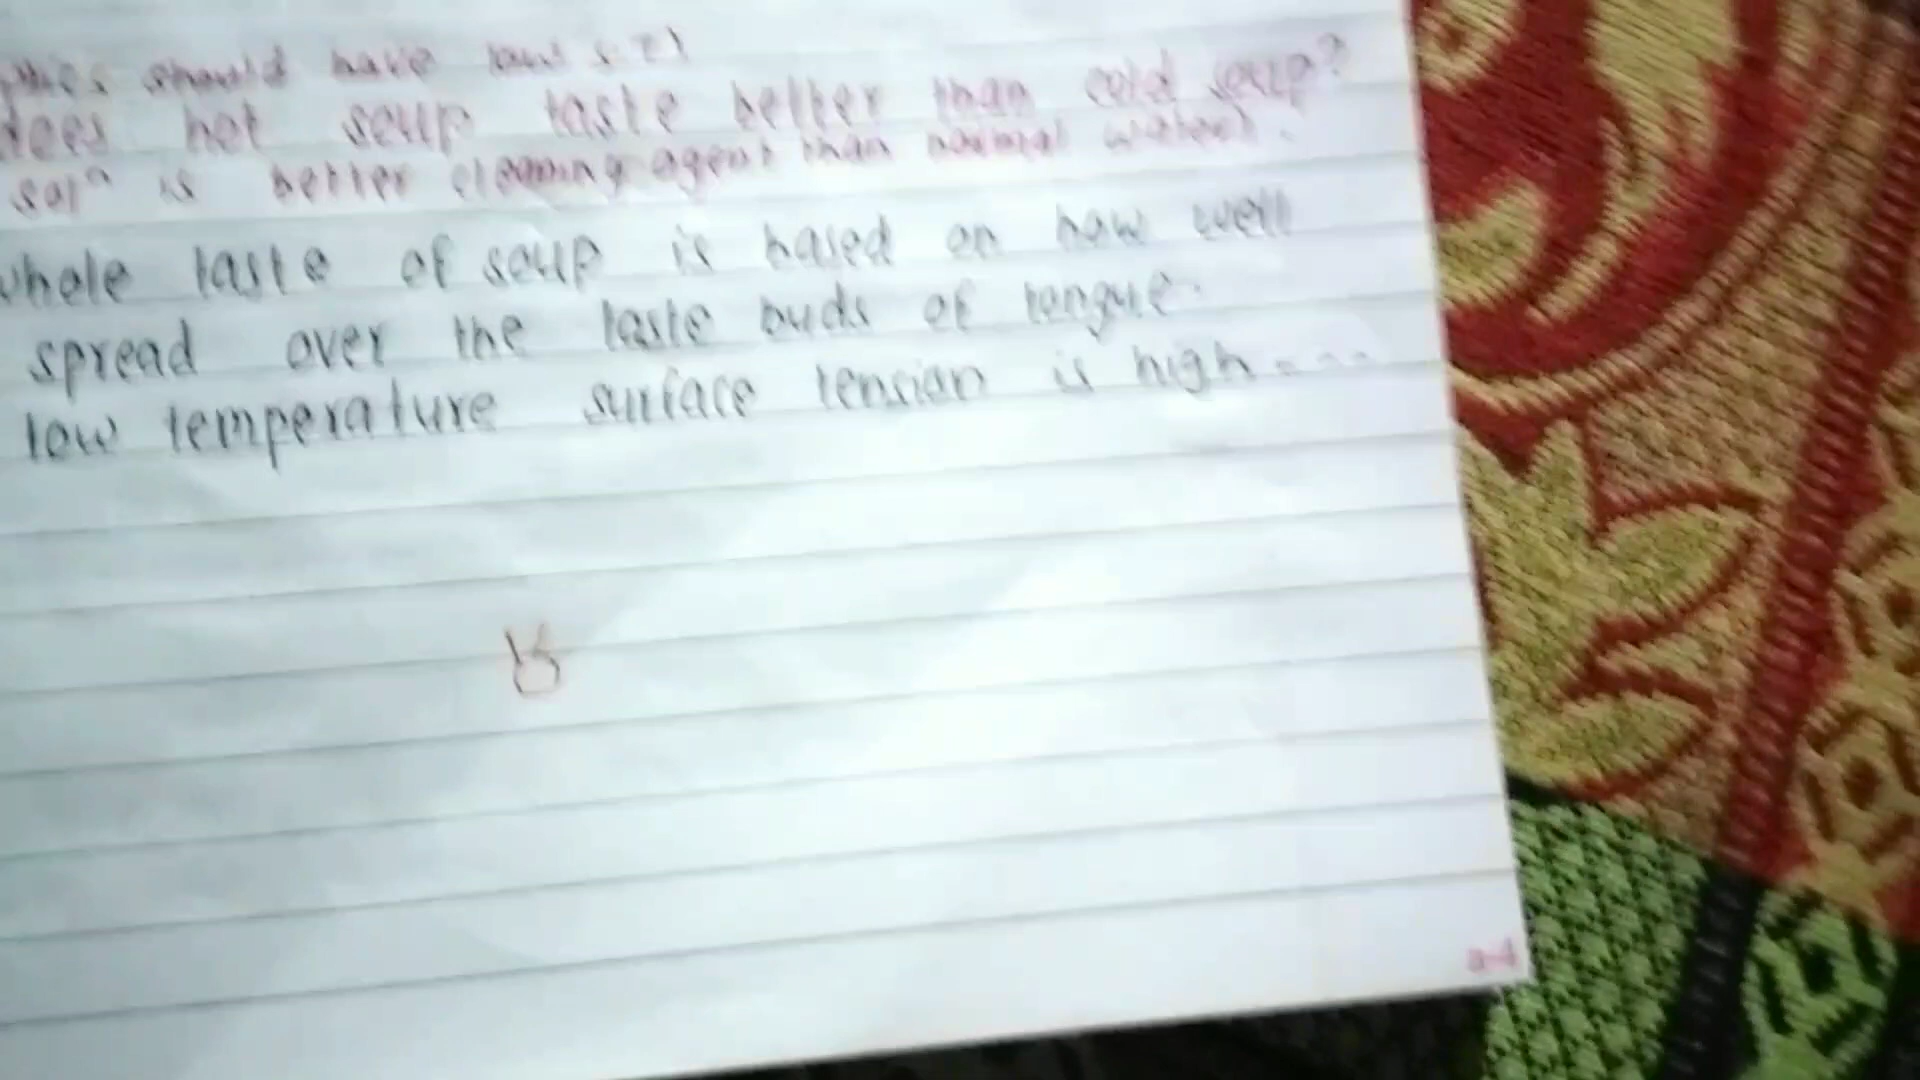 should have low s.t)
does hot soup taste better than cold soup?
solⁿ is better cleaning agent than normal water).
whole taste of soup is based on how well
spread over the taste buds of tongue.
low temperature surface tension is high ----